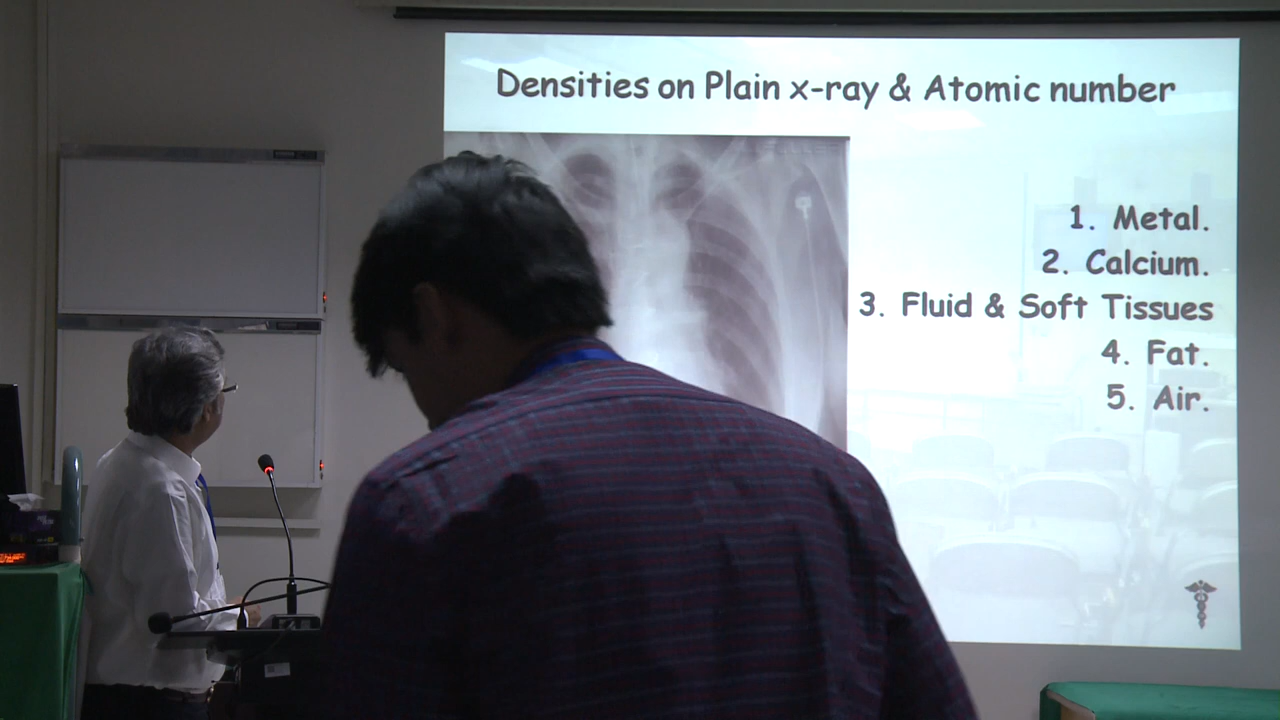 Densities on Plain x-ray & Atomic number
1. Metal.
2. Calcium.
3. Fluid & Soft Tissues
4. Fat.
5. Air.